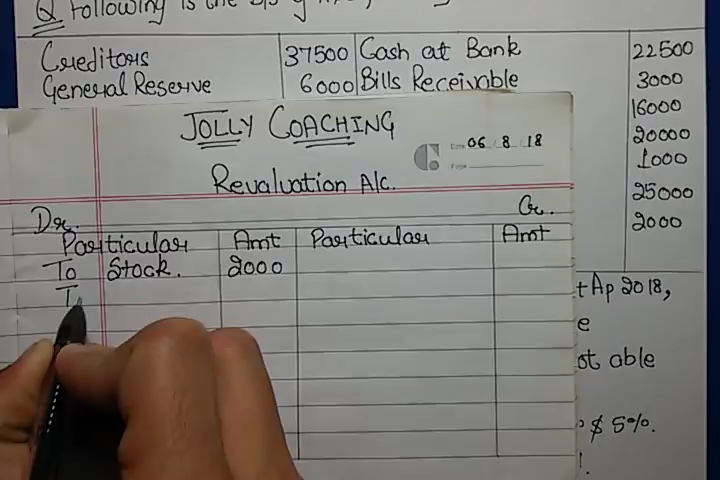 Q Following is the B/S of
Creditors 37500 Cash at Bank 22500
General Reserve 6000 Bills Receivable 3000
16000
20000
1000
25000
2000
JOLLY COACHING
Date 06/8/18
Page
Revaluation A/c.
Dr. Cr.
Particular Amt Particular Amt
To Stock. 2000
T
t Ap 2018,
e
ot able
$ 5%.